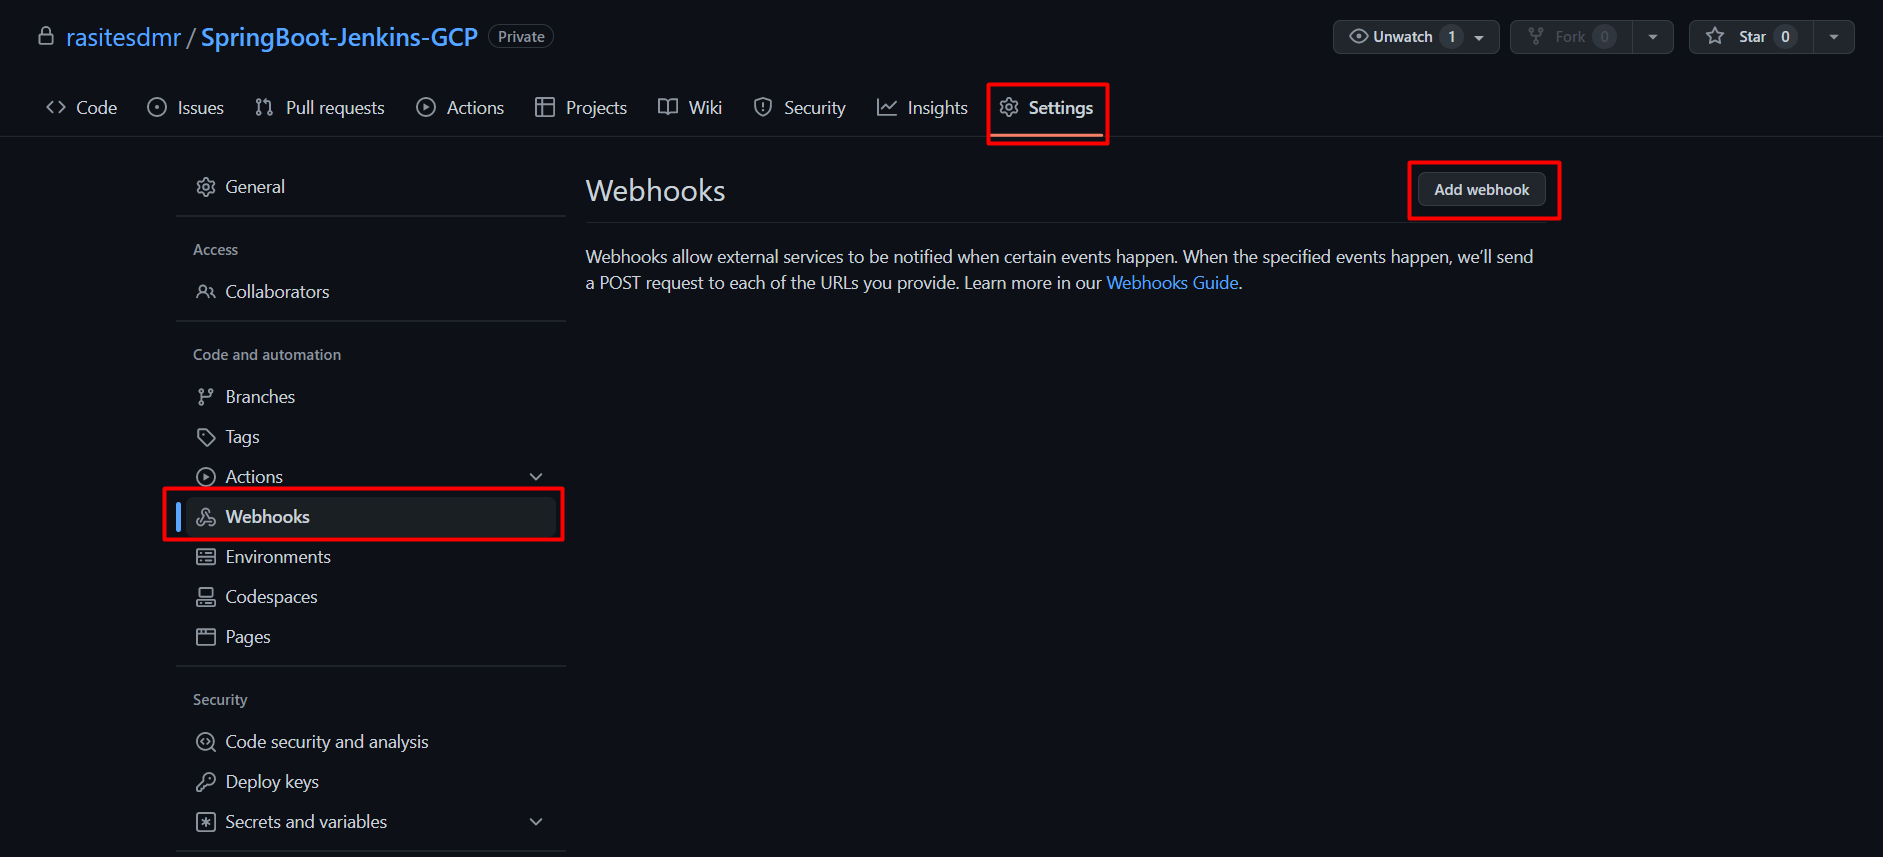 rasitesdmr / SpringBoot-Jenkins-GCP Private Unwatch 1 Fork 0 Star 0
Code Issues Pull requests Actions Projects Wiki Security Insights Settings
General
Access
Collaborators
Code and automation
Branches
Tags
Actions
Webhooks
Environments
Codespaces
Pages
Security
Code security and analysis
Deploy keys
Secrets and variables
Webhooks Add webhook
Webhooks allow external services to be notified when certain events happen. When the specified events happen, we’ll send
a POST request to each of the URLs you provide. Learn more in our Webhooks Guide.